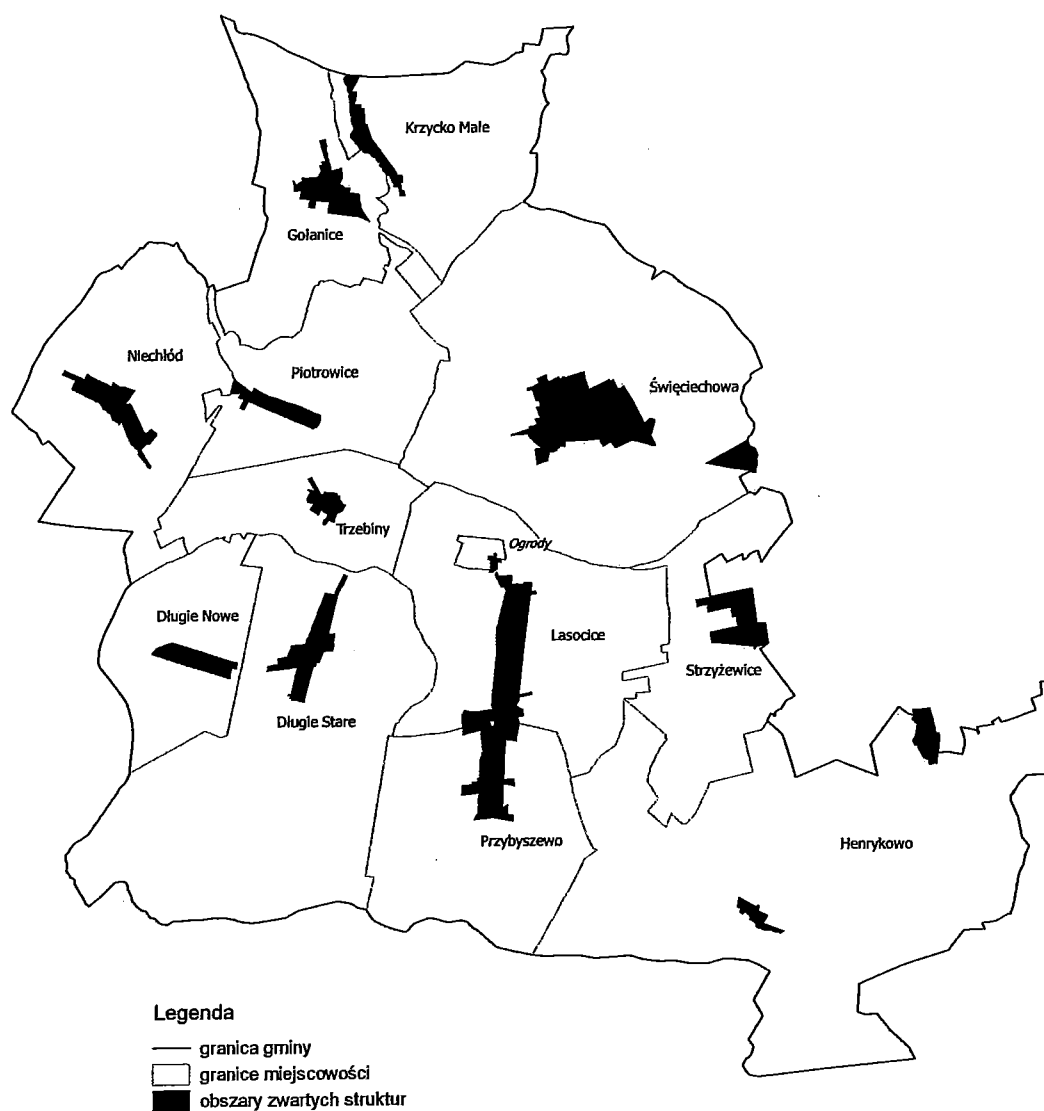 Krzycko Małe
Gołanice
Niechłód
Piotrowice
Święciechowa
Trzebiny
Ogrody
Długie Nowe
Lasocice
Strzyżewice
Długie Stare
Przybyszewo
Henrykowo
Legenda
granica gminy
granice miejscowości
obszary zwartych struktur